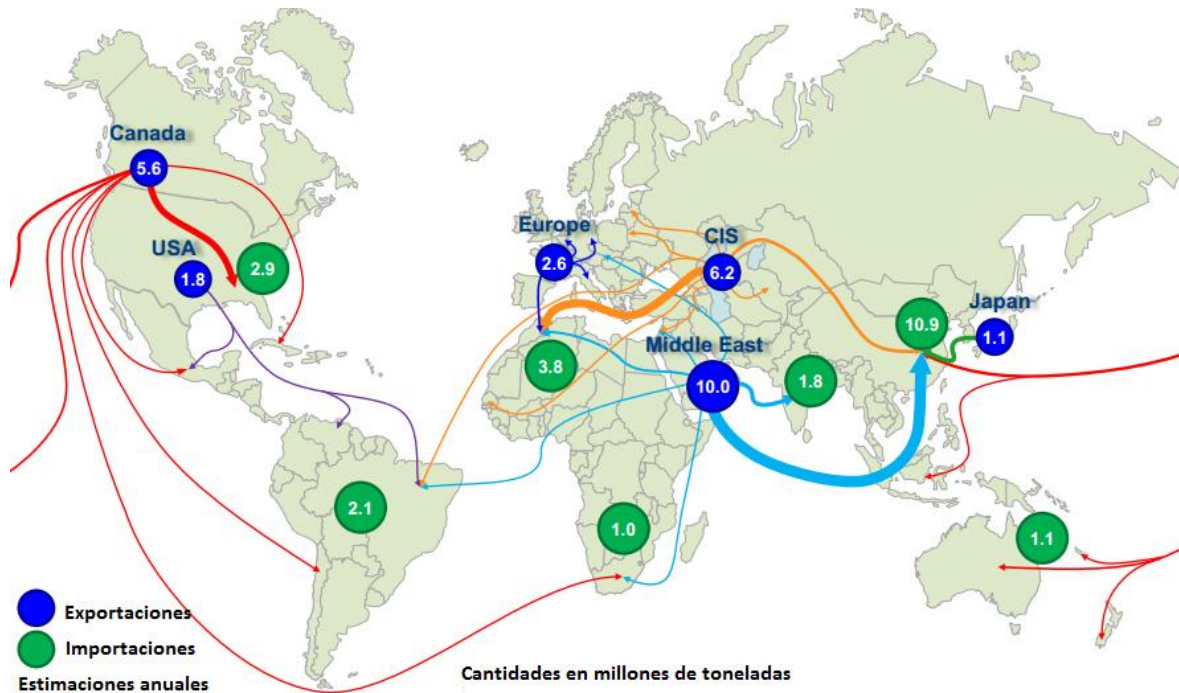 Canada
5.6
USA
1.8
2.9
Europe
2.6
CIS
6.2
10.9
Japan
1.1
Middle East
3.8
10.0
1.8
2.1
1.0
1.1
Exportaciones
Importaciones
Estimaciones anuales
Cantidades en millones de toneladas